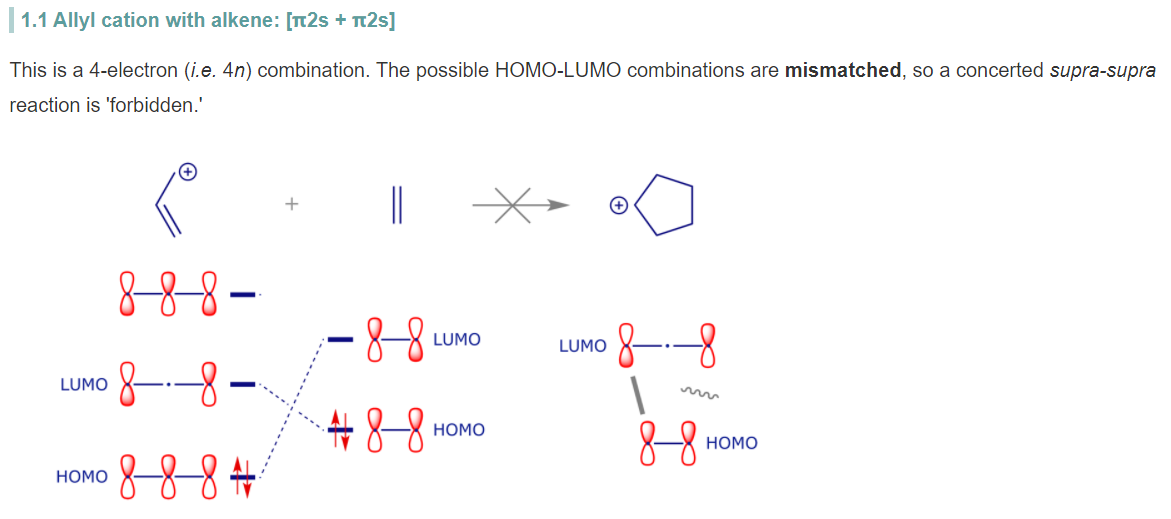 1.1 Allyl cation with alkene: [π2s + π2s]
This is a 4-electron (i.e. 4n) combination. The possible HOMO-LUMO combinations are mismatched, so a concerted supra-supra
reaction is 'forbidden.'
+
+
+
LUMO
LUMO
LUMO
HOMO
HOMO
HOMO